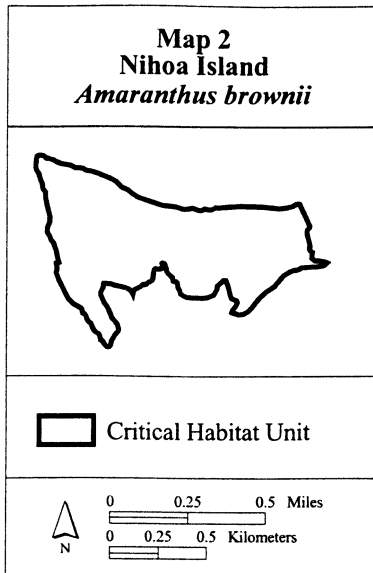 Map 2
Nihoa Island
Amaranthus brownii
Critical Habitat Unit
0 0.25 0.5 Miles
0 0.25 0.5 Kilometers
N